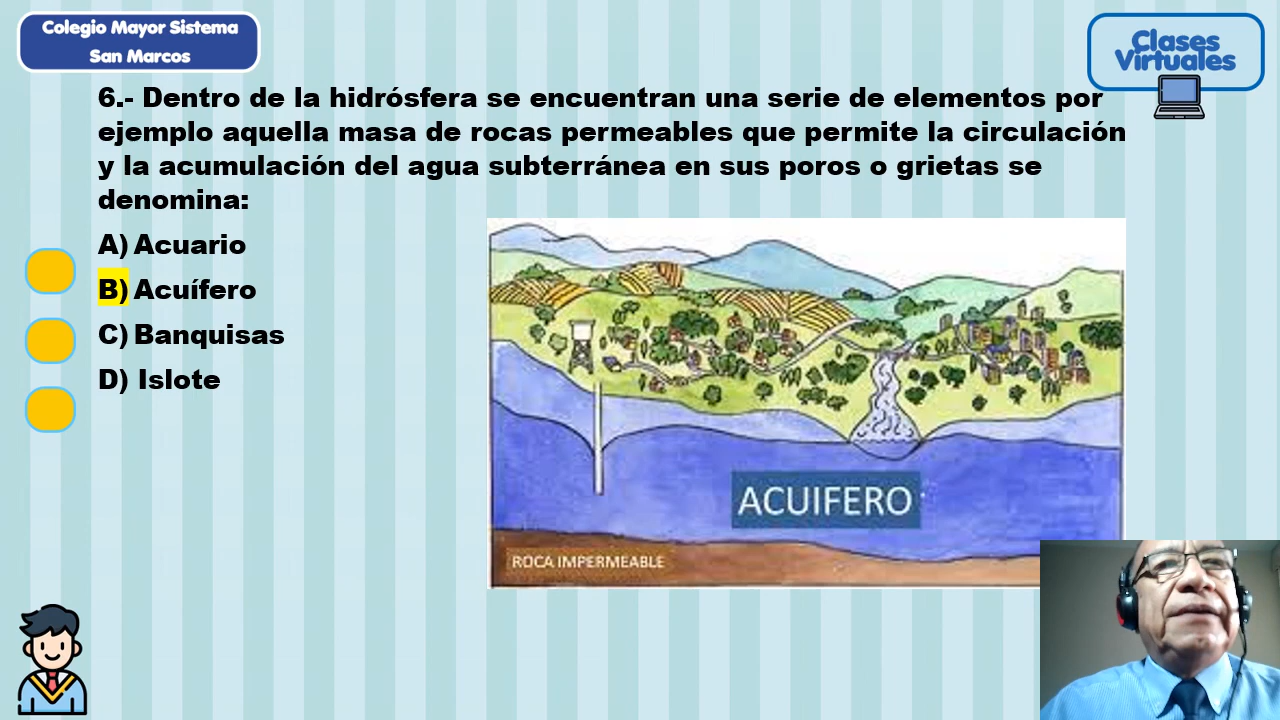 Colegio Mayor Sistema
San Marcos
Clases
Virtuales
6.- Dentro de la hidrósfera se encuentran una serie de elementos por
ejemplo aquella masa de rocas permeables que permite la circulación
y la acumulación del agua subterránea en sus poros o grietas se
denomina:
A) Acuario
B) Acuífero
C) Banquisas
D) Islote
ACUIFERO
ROCA IMPERMEABLE